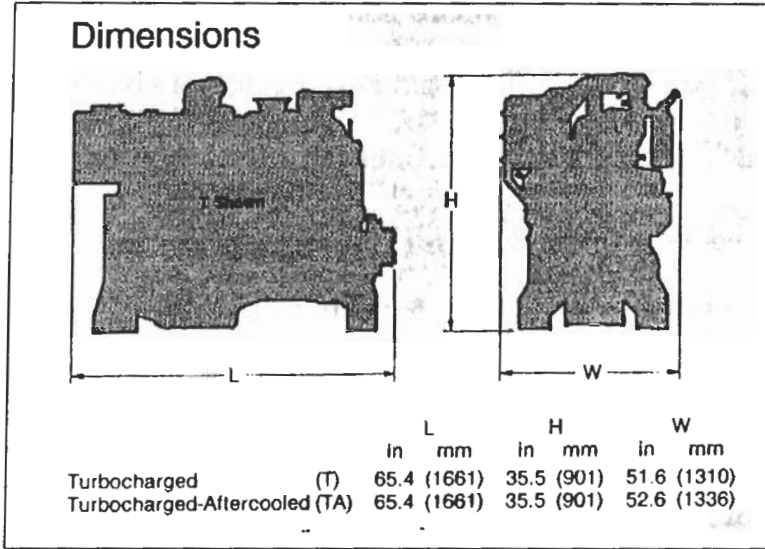 Dimensions
T Shown
H
L
W
L H W
in mm in mm in mm
Turbocharged (T) 65.4 (1661) 35.5 (901) 51.6 (1310)
Turbocharged-Aftercooled (TA) 65.4 (1661) 35.5 (901) 52.6 (1336)